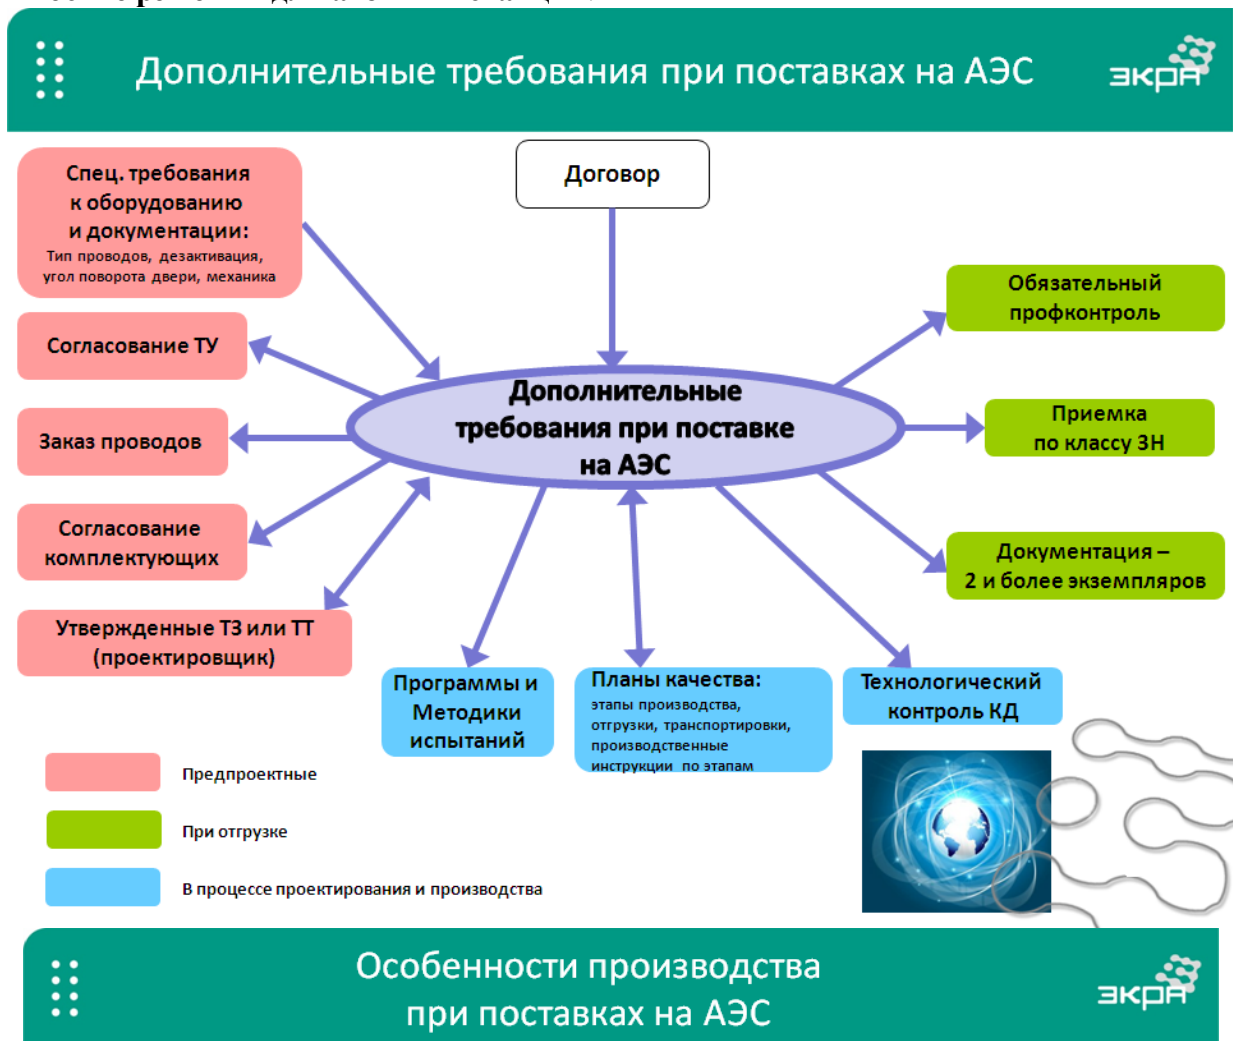 Дополнительные требования при поставках на АЭС
ЭКРА
Спец. требования
к оборудованию
и документации:
Тип проводов, дезактивация,
угол поворота двери, механика
Договор
Обязательный
профконтроль
Согласование ТУ
Дополнительные
требования при поставке
на АЭС
Заказ проводов
Приемка
по классу 3Н
Согласование
комплектующих
Документация –
2 и более экземпляров
Утвержденные ТЗ или ТТ
(проектировщик)
Программы и
Методики
испытаний
Планы качества:
этапы производства,
отгрузки, транспортировки,
производственные
инструкции по этапам
Технологический
контроль КД
Предпроектные
При отгрузке
В процессе проектирования и производства
Особенности производства
при поставках на АЭС
ЭКРА